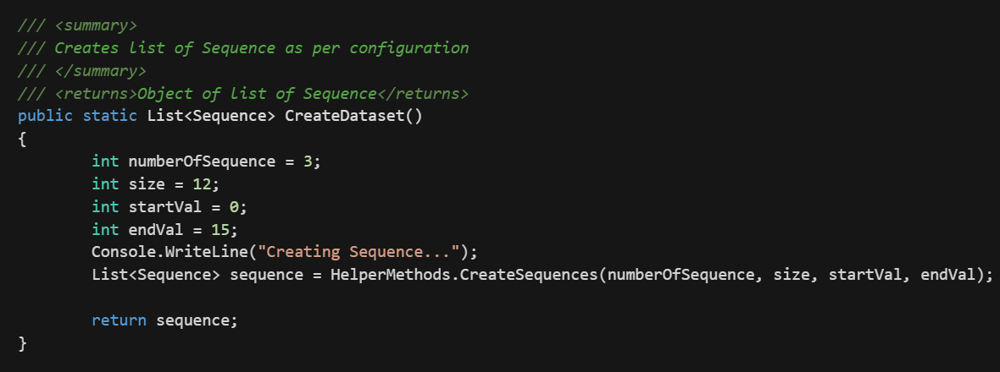 /// <summary>
/// Creates list of Sequence as per configuration
/// </summary>
/// <returns>Object of list of Sequence</returns>
public static List<Sequence> CreateDataset()
{
        int numberOfSequence = 3;
        int size = 12;
        int startVal = 0;
        int endVal = 15;
        Console.WriteLine("Creating Sequence...");
        List<Sequence> sequence = HelperMethods.CreateSequences(numberOfSequence, size, startVal, endVal);

        return sequence;
}